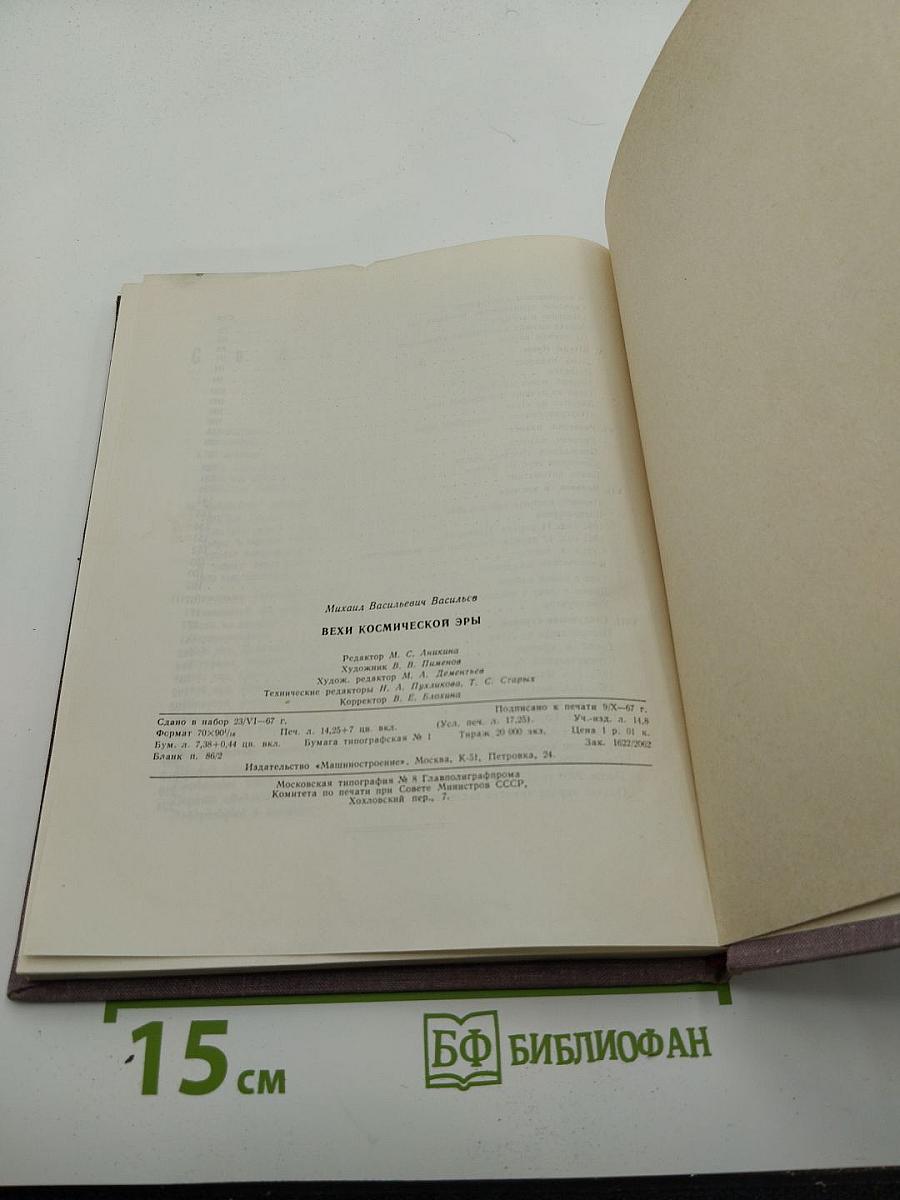 Михаил Васильевич Васильев
ВЕХИ КОСМИЧЕСКОЙ ЭРЫ
Редактор М. С. Аникина
Художник В. В. Пименов
Худож. редактор М. А. Дементьев
Технические редакторы Н. А. Пухликова, Т. С. Старых
Корректор В. Е. Блохина
Сдано в набор 23/VI—67 г. Подписано к печати 9/X—67 г.
Формат 70×90¹/₁₆ Печ. л. 14,25+7 цв. вкл. (Усл. печ. л. 17,25). Уч.-изд. л. 14,8
Бум. л. 7,38+0,44 цв. вкл. Бумага типографская № 1 Тираж 20 000 экз. Цена 1 р. 01 к.
Бланк п. 86/2 Зак. 1622/2062
Издательство «Машиностроение», Москва, К-51, Петровка, 24.
Московская типография № 8 Главполиграфпрома
Комитета по печати при Совете Министров СССР,
Хохловский пер., 7.
15 см
БФ БИБЛИОФАН